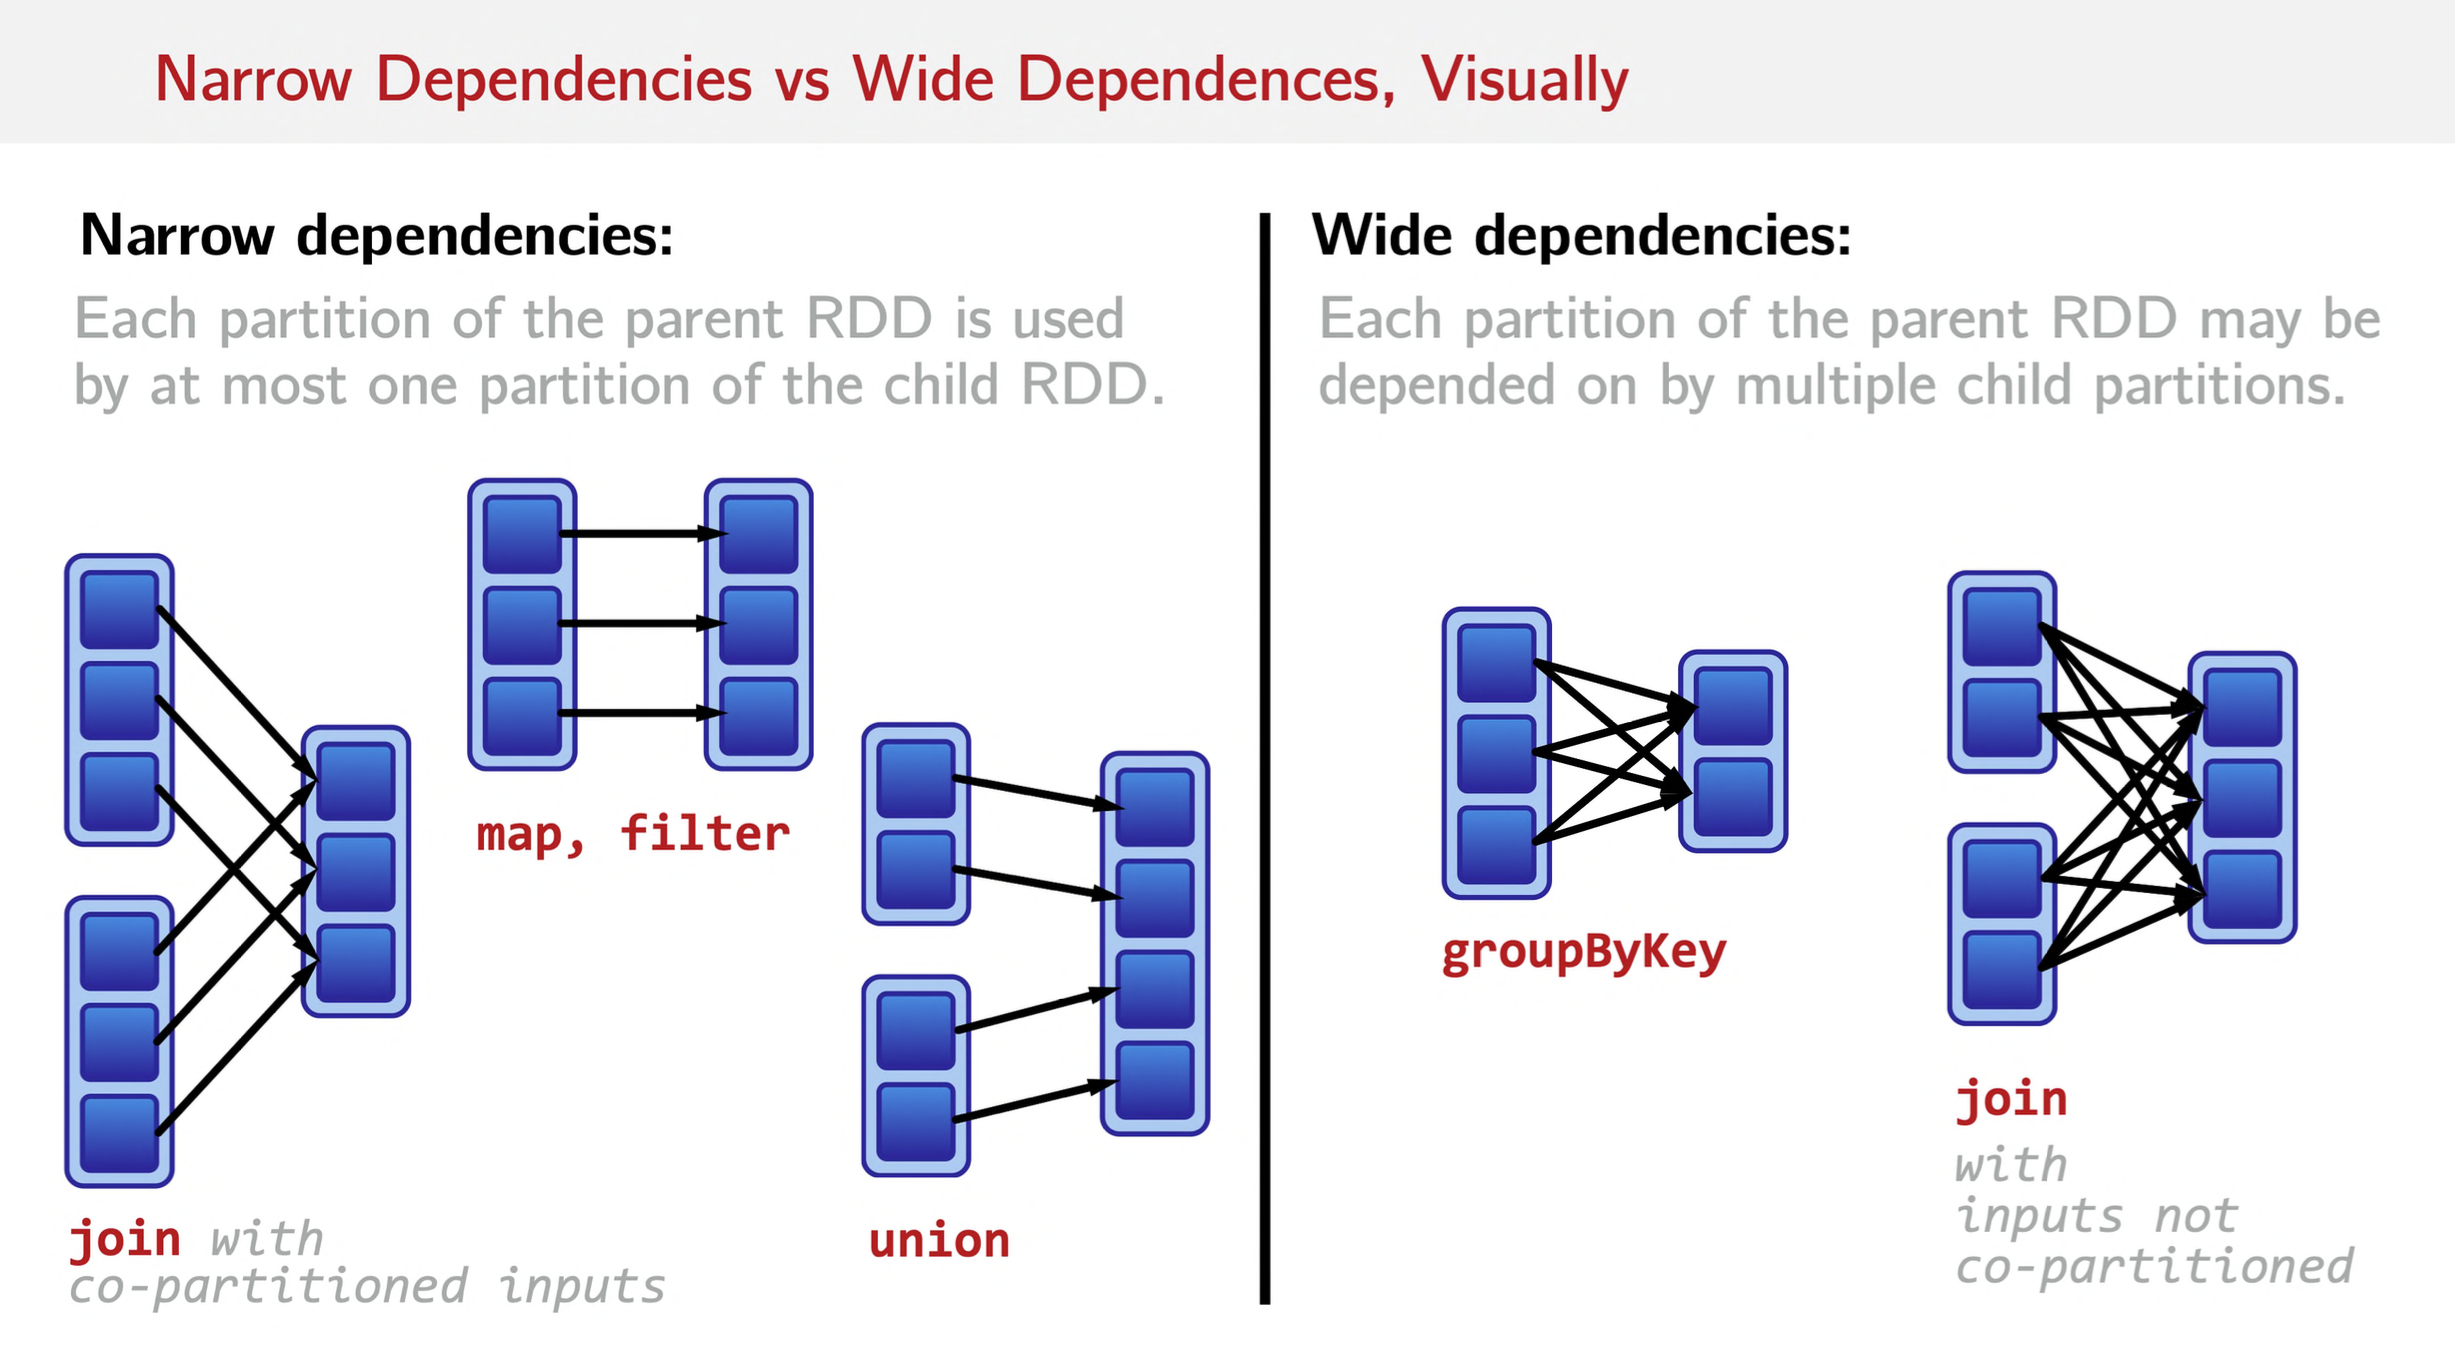 Narrow Dependencies vs Wide Dependences, Visually
Narrow dependencies:
Each partition of the parent RDD is used
by at most one partition of the child RDD.
map, filter
join with
co-partitioned inputs
union
Wide dependencies:
Each partition of the parent RDD may be
depended on by multiple child partitions.
groupByKey
join
with
inputs not
co-partitioned